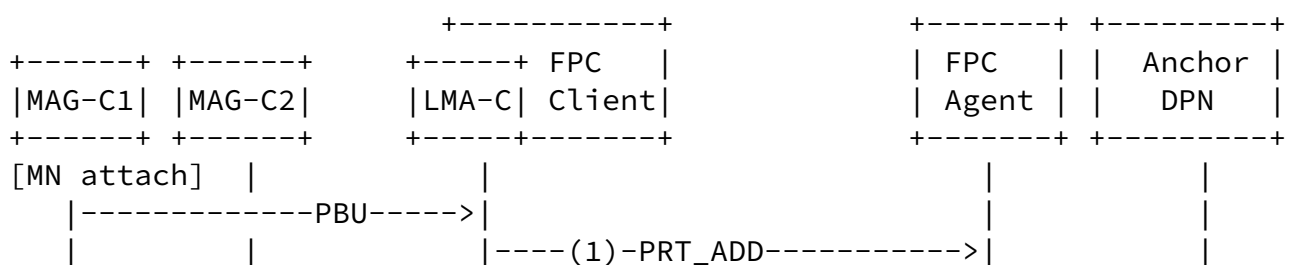 +-----------+                +-------+ +---------+
+------+ +------+     +-----+ FPC   |                | FPC   | |  Anchor |
|MAG-C1| |MAG-C2|     |LMA-C| Client|                | Agent | |   DPN   |
+------+ +------+     +-----+-------+                +-------+ +---------+
[MN attach]  |            |                              |           |
   |-------------PBU----->|                              |           |
   |         |            |----(1)-PRT_ADD----------->|           |